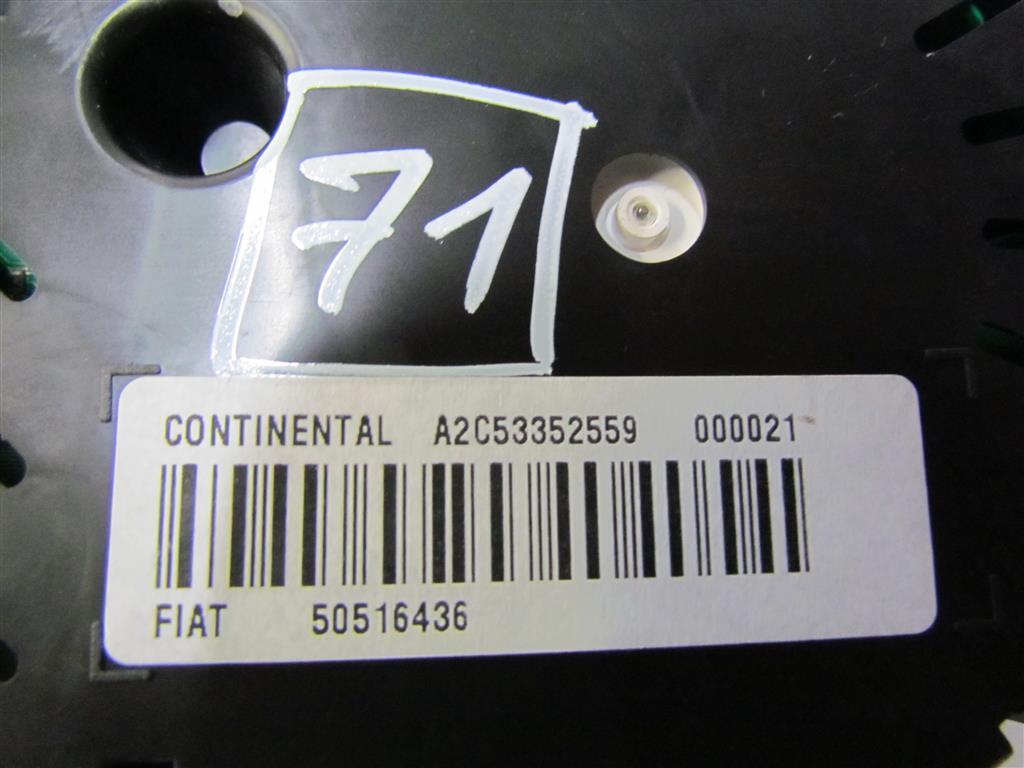 71
CONTINENTAL A2C53352559 000021
FIAT 50516436